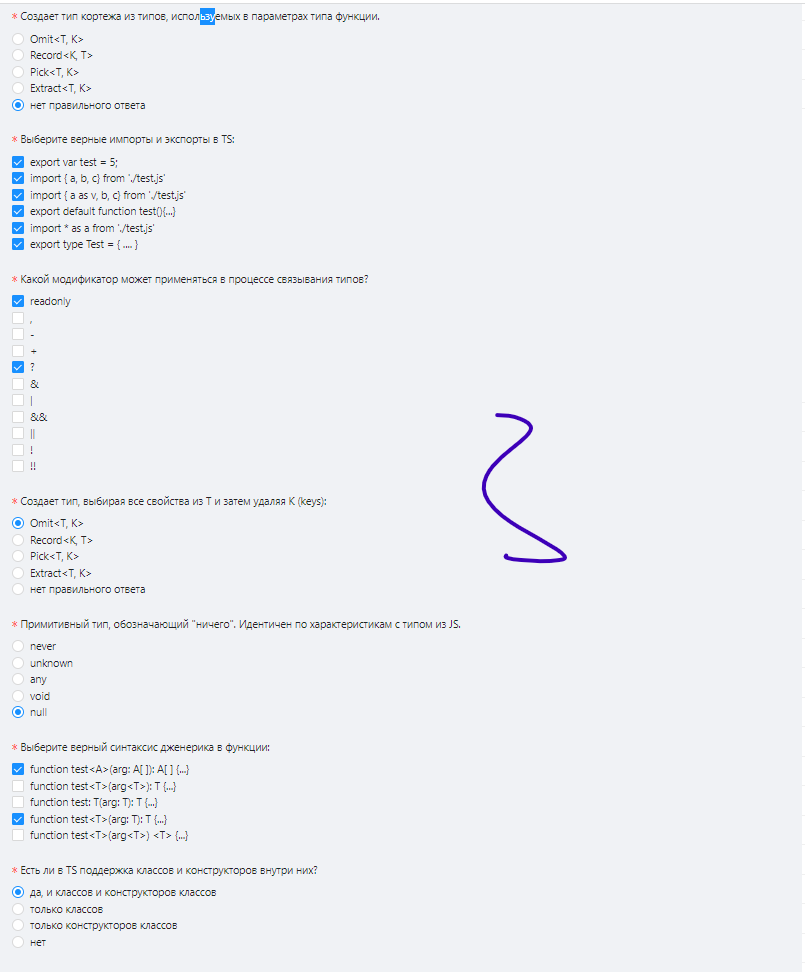 * Создает тип кортежа из типов, используемых в параметрах типа функции.
Omit<T, K>
Record<K, T>
Pick<T, K>
Extract<T, K>
нет правильного ответа
* Выберите верные импорты и экспорты в TS:
export var test = 5;
import { a, b, c} from './test.js'
import { a as v, b, c} from './test.js'
export default function test(){...}
import * as a from './test.js'
export type Test = { .... }
* Какой модификатор может применяться в процессе связывания типов?
readonly
,
-
+
?
&
|
&&
||
!
!!
* Создает тип, выбирая все свойства из T и затем удаляя K (keys):
Omit<T, K>
Record<K, T>
Pick<T, K>
Extract<T, K>
нет правильного ответа
* Примитивный тип, обозначающий "ничего". Идентичен по характеристикам с типом из JS.
never
unknown
any
void
null
* Выберите верный синтаксис дженерика в функции:
function test<A>(arg: A[ ]): A[ ] {...}
function test<T>(arg<T>): T {...}
function test: T(arg: T): T {...}
function test<T>(arg: T): T {...}
function test<T>(arg<T>) <T> {...}
* Есть ли в TS поддержка классов и конструкторов внутри них?
да, и классов и конструкторов классов
только классов
только конструкторов классов
нет